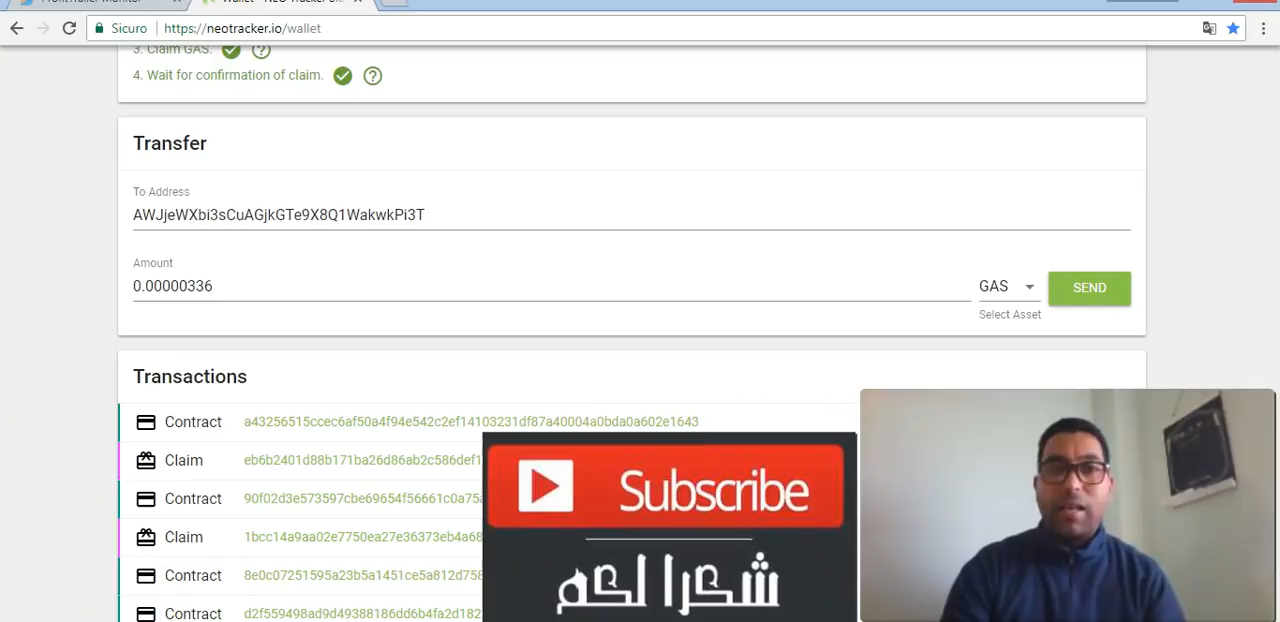 Sicuro
https://neotracker.io/wallet
3. Claim GAS.
4. Wait for confirmation of claim.
Transfer
To Address
AWJjeWXbi3sCuAGjkGTe9X8Q1WakwkPi3T
Amount
0.00000336
GAS
SEND
Select Asset
Transactions
Contract a43256515ccec6af50a4f94e542c2ef14103231df87a40004a0bda0a602e1643
Claim eb6b2401d88b171ba26d86ab2c586def1
Contract 90f02d3e573597cbe69654f56661c0a75
Claim 1bcc14a9aa02e7750ea27e36373eb4a68
Contract 8e0c07251595a23b5a1451ce5a812d758
Contract d2f559498ad9d49388186dd6b4fa2d182
Subscribe
شكرا لكم